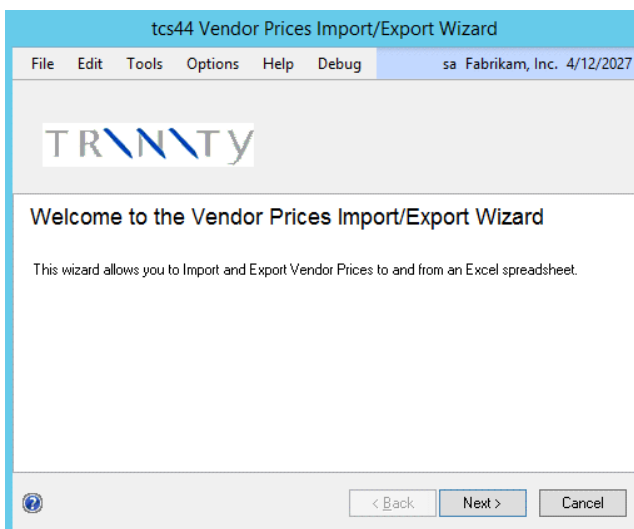 tcs44 Vendor Prices Import/Export Wizard
File Edit Tools Options Help Debug sa Fabrikam, Inc. 4/12/2027
TRINITY
Welcome to the Vendor Prices Import/Export Wizard
This wizard allows you to Import and Export Vendor Prices to and from an Excel spreadsheet.
? < Back Next > Cancel